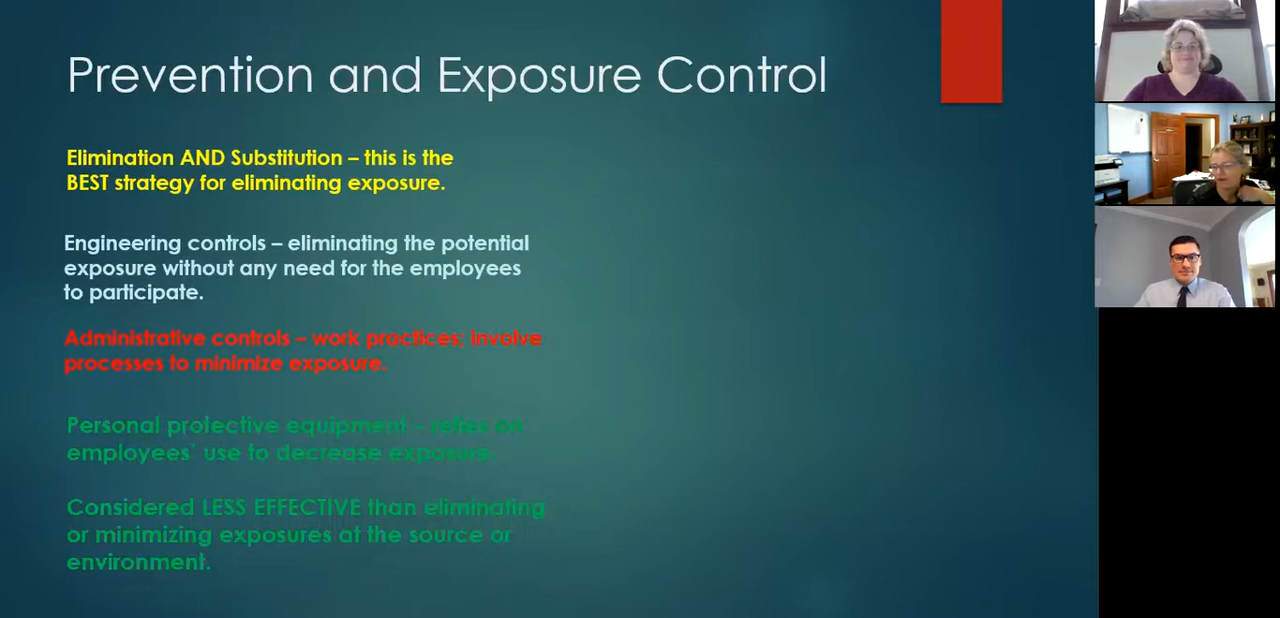 Prevention and Exposure Control
Elimination AND Substitution – this is the
BEST strategy for eliminating exposure.
Engineering controls – eliminating the potential
exposure without any need for the employees
to participate.
Administrative controls – work practices; involve
processes to minimize exposure.
Personal protective equipment – relies on
employees' use to decrease exposure.
Considered LESS EFFECTIVE than eliminating
or minimizing exposures at the source or
environment.